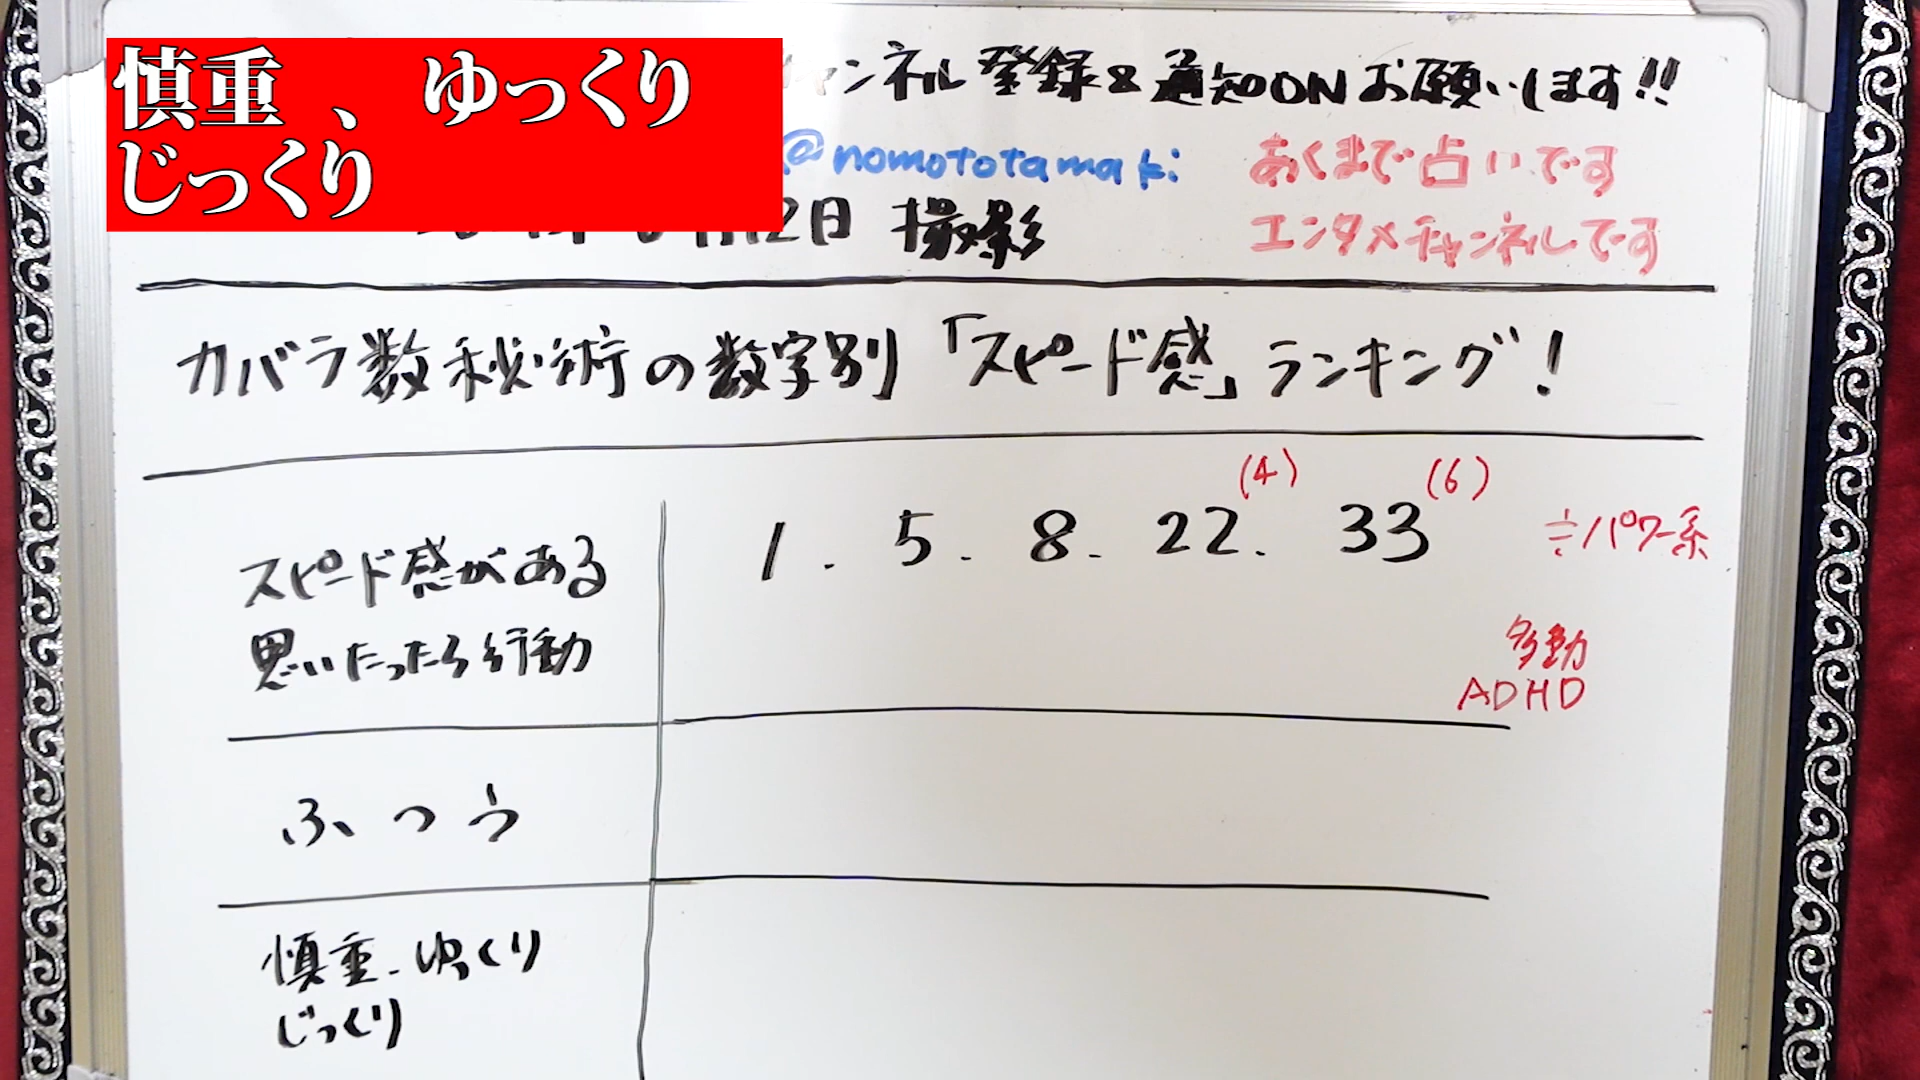 慎重、ゆっくり
じっくり
ンネル登録&通知ONお願いします!!
@nomototamaki
あくまで占いです
2日 撮影
エンタメチャンネルです
カバラ数秘術の数字別「スピード感」ランキング!
スピード感がある
思いたったら行動
1. 5. 8. 22. 33
(4) (6)
÷パワー系
多動
ADHD
ふつう
慎重、ゆっくり
じっくり